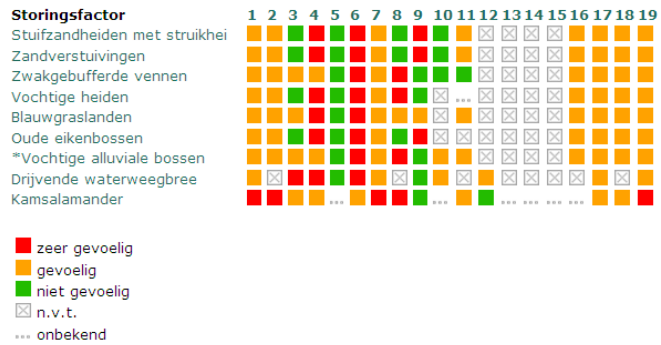 Storingsfactor 1 2 3 4 5 6 7 8 9 10 11 12 13 14 15 16 17 18 19
Stuifzandheiden met struikhei
Zandverstuivingen
Zwakgebufferde vennen
Vochtige heiden ...
Blauwgraslanden
Oude eikenbossen
*Vochtige alluviale bossen
Drijvende waterweegbree
Kamsalamander ... ... ... ... ... ...
zeer gevoelig
gevoelig
niet gevoelig
n.v.t.
... onbekend